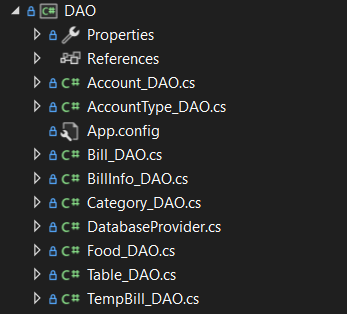 DAO
Properties
References
Account_DAO.cs
AccountType_DAO.cs
App.config
Bill_DAO.cs
BillInfo_DAO.cs
Category_DAO.cs
DatabaseProvider.cs
Food_DAO.cs
Table_DAO.cs
TempBill_DAO.cs